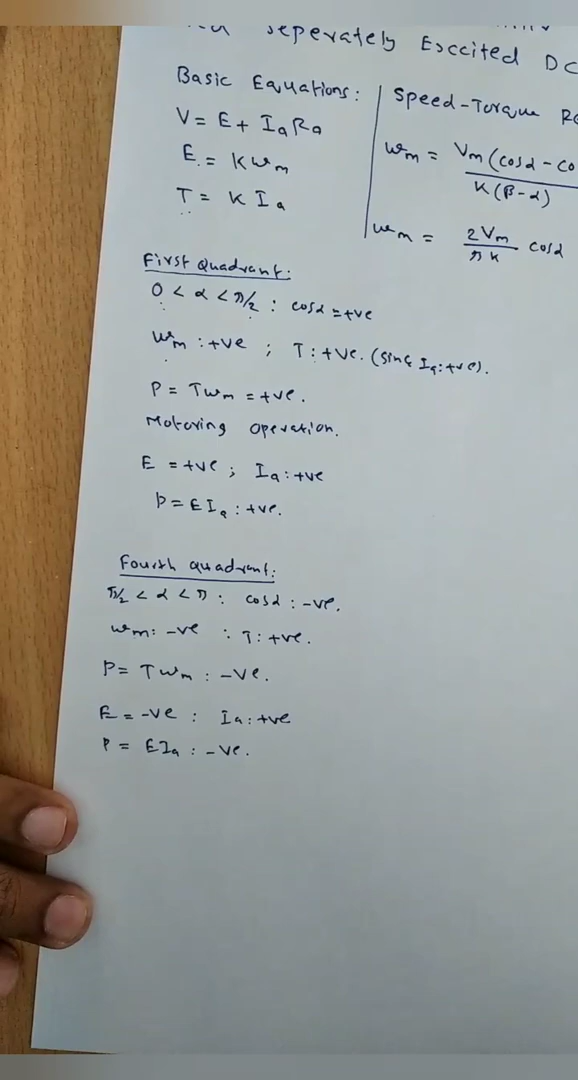 Seperately Exccited DC
Basic Equations:
V = E + IaRa
E = Kωm
T = K Ia
Speed-Torque
ωm = Vm(cosα - co
K(β-α)
ωm = 2Vm/πK cosα
First Quadrant:
0 < α < π/2 : cosα = +ve
ωm : +ve ; T : +ve. (Since Ia : +ve).
P = Tωm = +ve.
Motoring Operation.
E = +ve ; Ia : +ve
P = EIa : +ve.
Fourth quadrant:
π/2 < α < π : cosα : -ve.
ωm : -ve : T : +ve.
P = Tωm : -ve.
E = -ve : Ia : +ve
P = EIa : -ve.